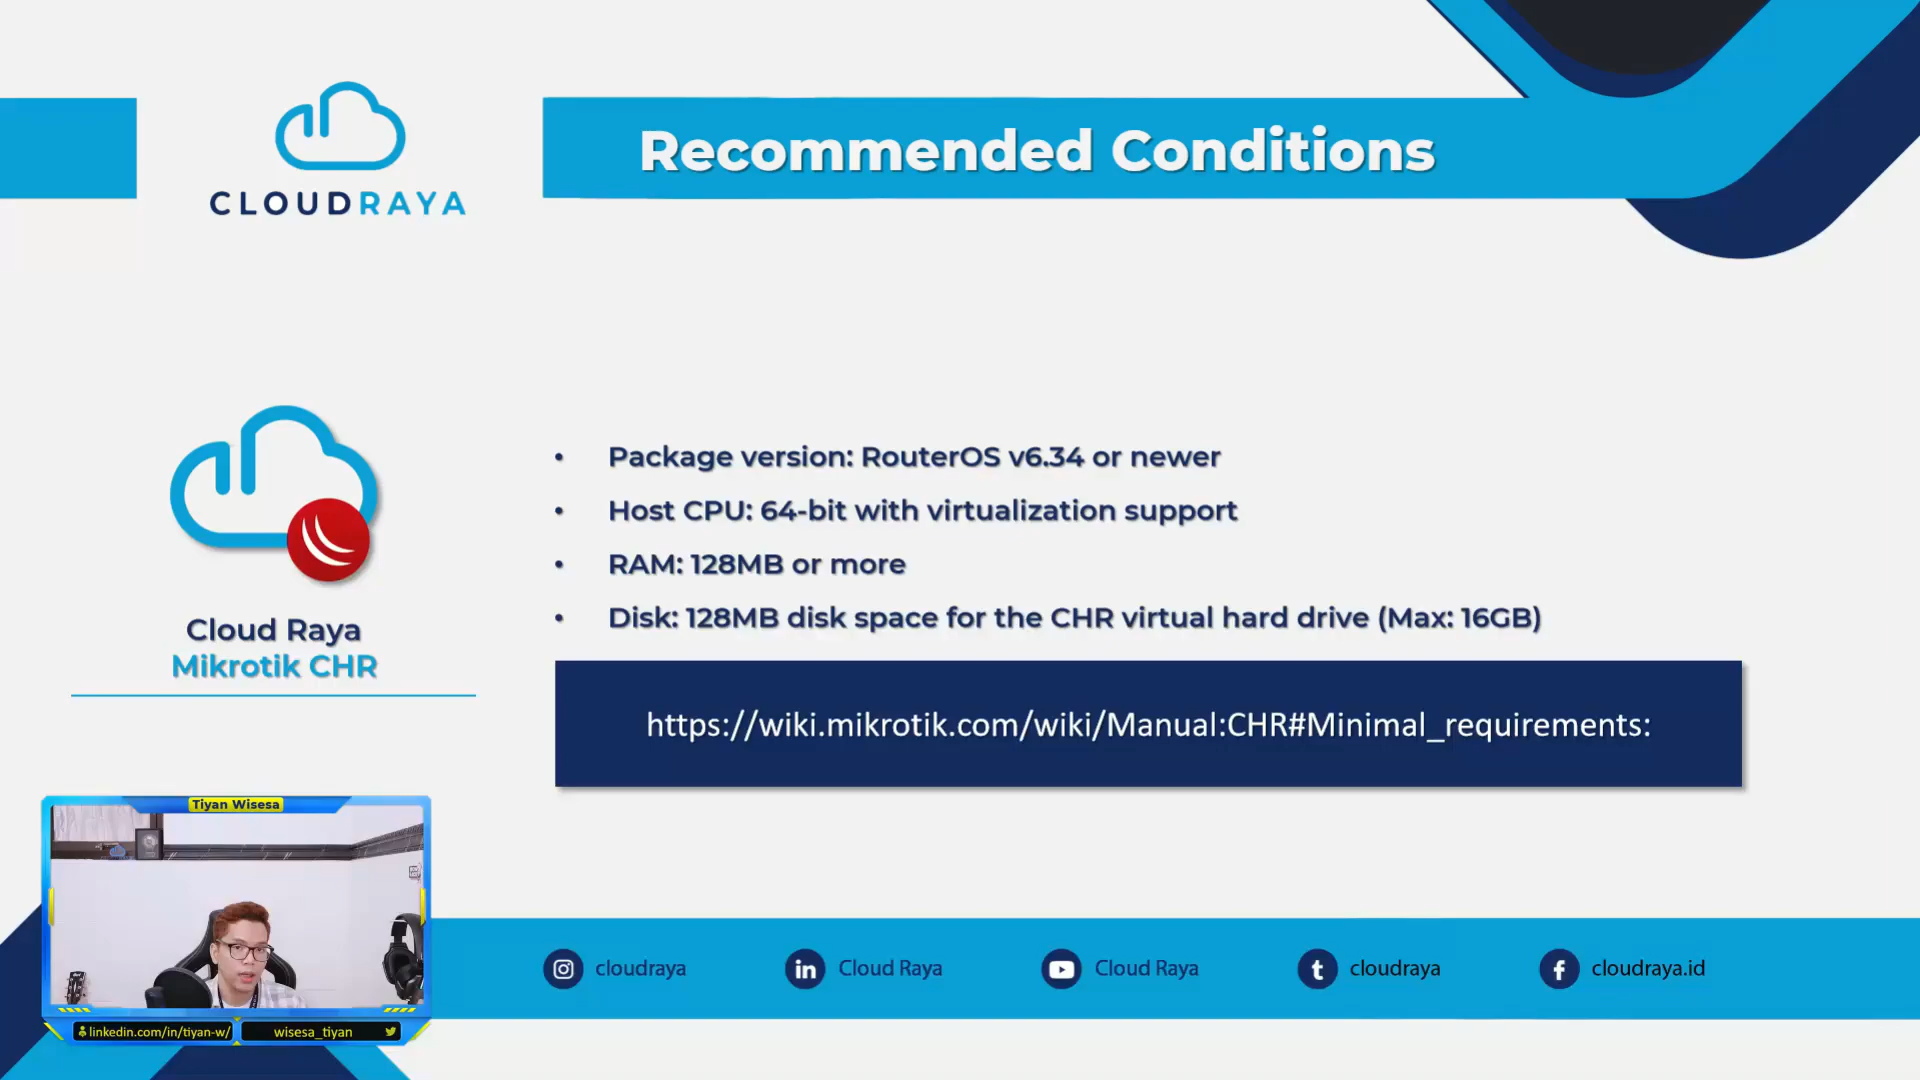 CLOUDRAYA
Recommended Conditions
Cloud Raya
Mikrotik CHR
• Package version: RouterOS v6.34 or newer
• Host CPU: 64-bit with virtualization support
• RAM: 128MB or more
• Disk: 128MB disk space for the CHR virtual hard drive (Max: 16GB)
https://wiki.mikrotik.com/wiki/Manual:CHR#Minimal_requirements:
Tiyan Wisesa
linkedin.com/in/tiyan-w/
wisesa_tiyan
cloudraya
Cloud Raya
Cloud Raya
cloudraya
cloudraya.id